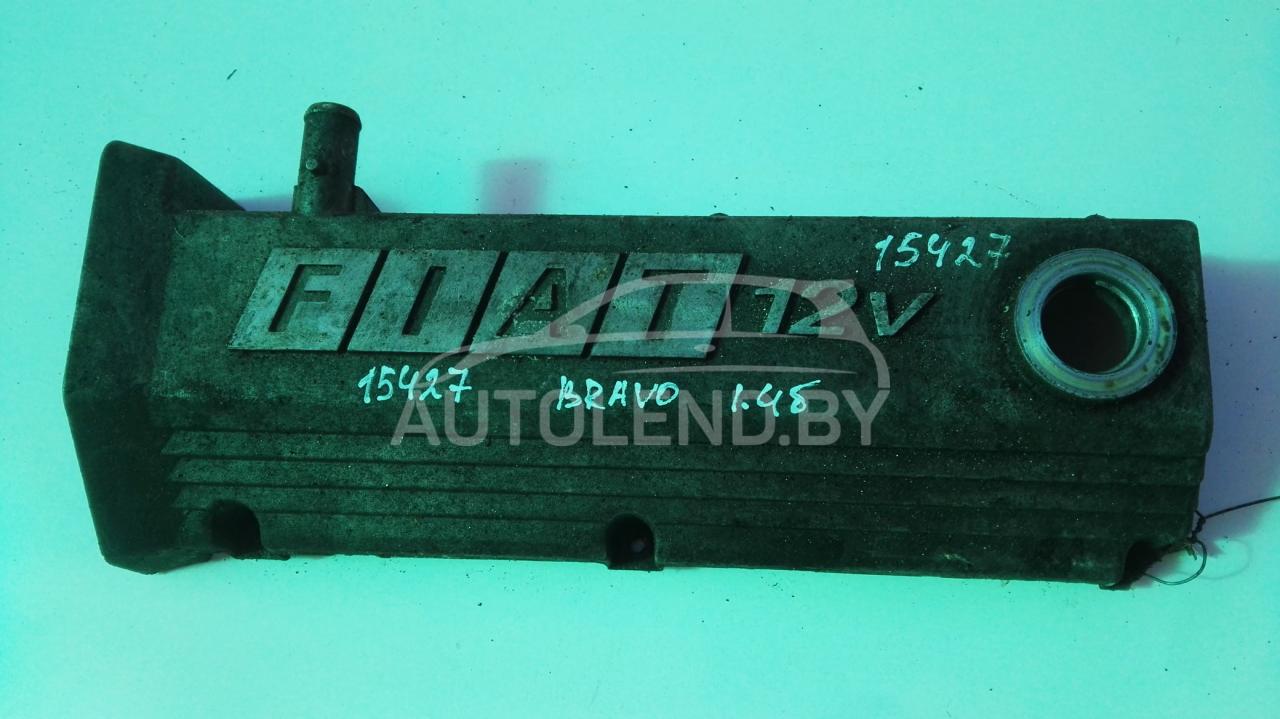 15427
FIAT 12V
15427 BRAVO 1.4б
AUTOLEND.BY